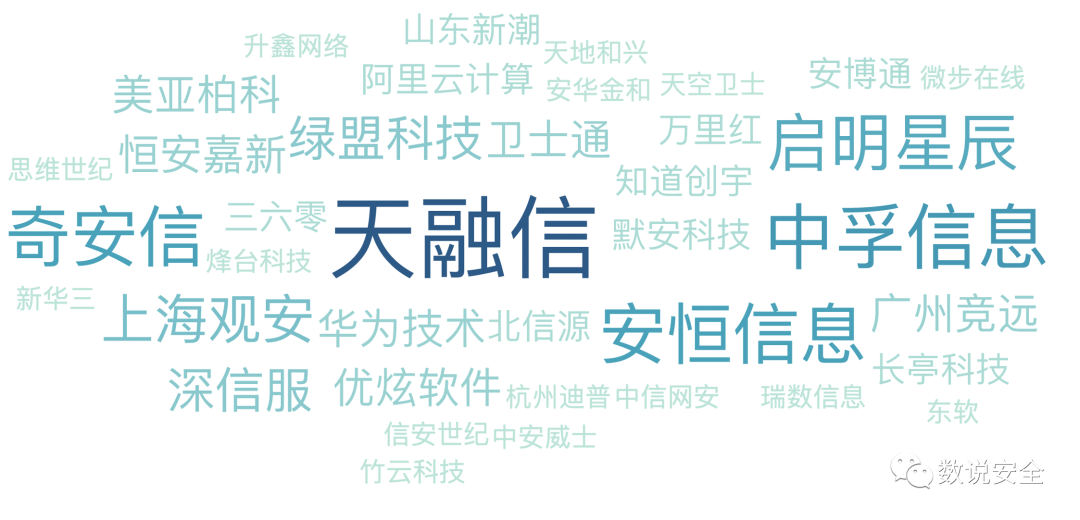 山东新潮
升鑫网络
天地和兴
阿里云计算
安博通
微步在线
美亚柏科
安华金和
天空卫士
绿盟科技
卫士通
万里红
启明星辰
恒安嘉新
思维世纪
知道创宇
奇安信
三六零
天融信
默安科技
中孚信息
烽台科技
新华三
上海观安
华为技术
北信源
安恒信息
广州竞远
长亭科技
深信服
优炫软件
杭州迪普
中信网安
瑞数信息
东软
信安世纪
中安威士
竹云科技
数说安全